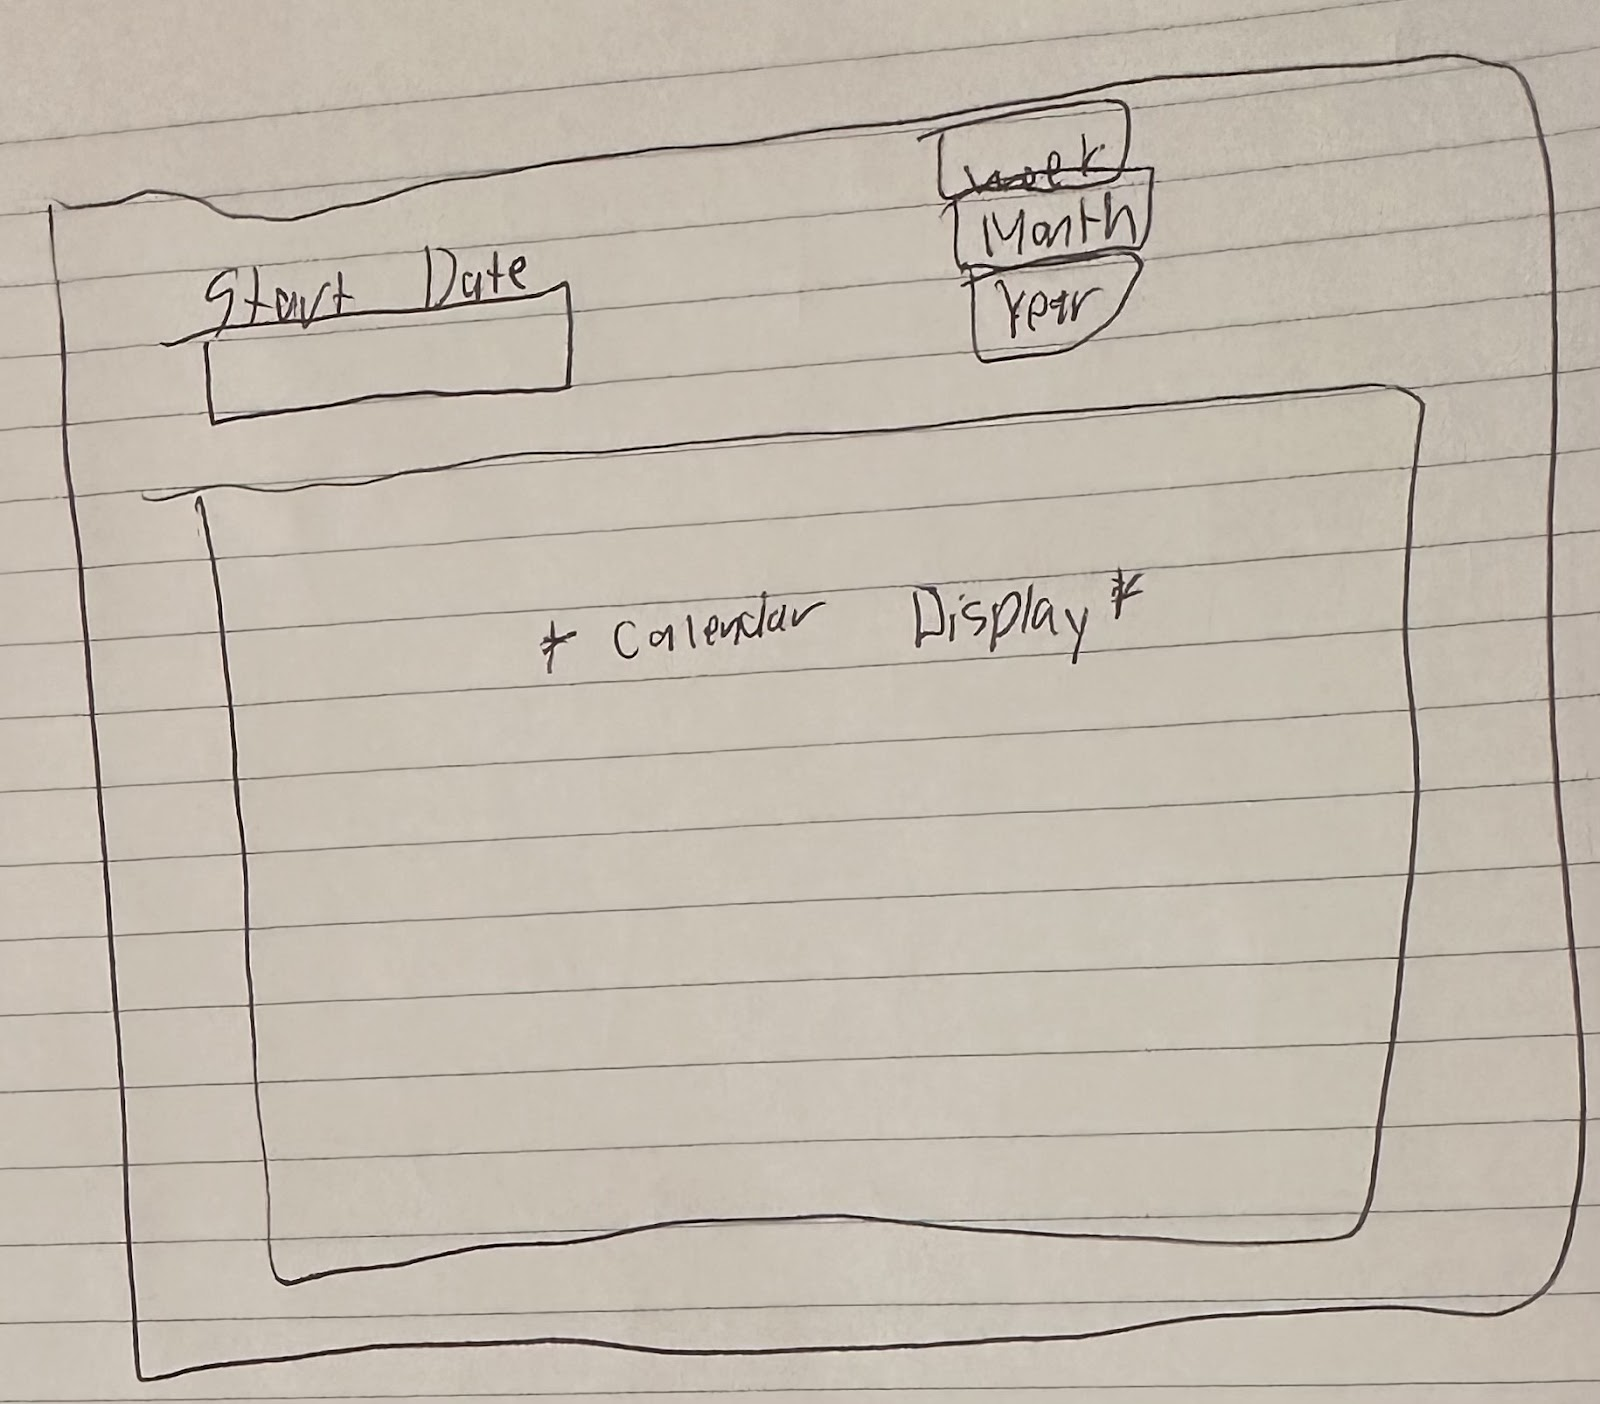 Week
Month
Year
Start Date
* Calendar Display *